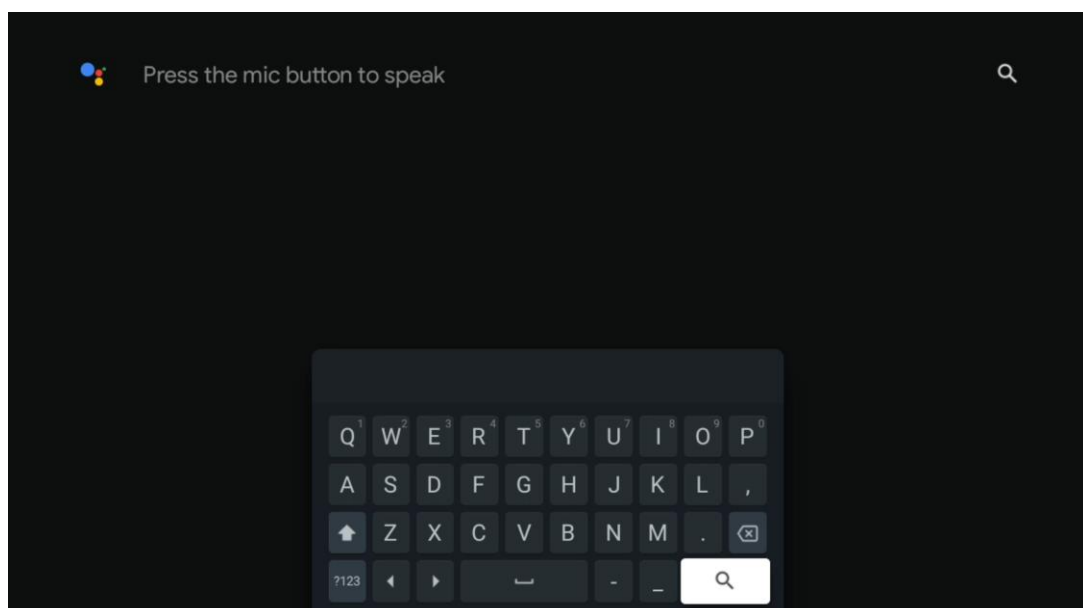 Press the mic button to speak
Q1 W2 E3 R4 T5 Y6 U7 I8 O9 P0
A S D F G H J K L ,
Z X C V B N M .
?123 - _